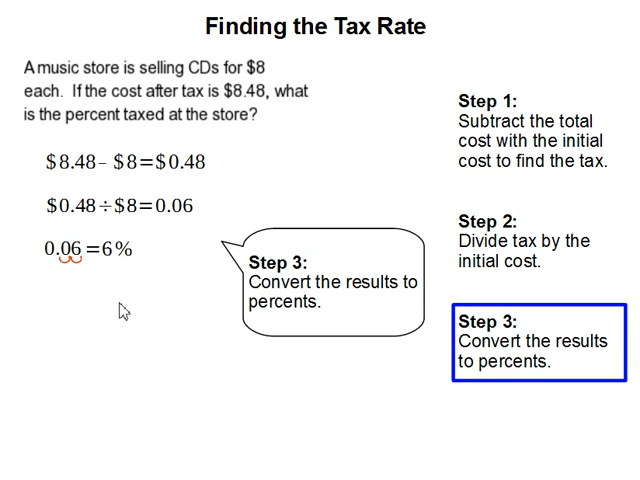 Finding the Tax Rate
A music store is selling CDs for $8
each. If the cost after tax is $8.48, what
is the percent taxed at the store?
$8.48– $8=$0.48
$0.48÷$8=0.06
0.06=6%
Step 3:
Convert the results to
percents.
Step 1:
Subtract the total
cost with the initial
cost to find the tax.
Step 2:
Divide tax by the
initial cost.
Step 3:
Convert the results
to percents.